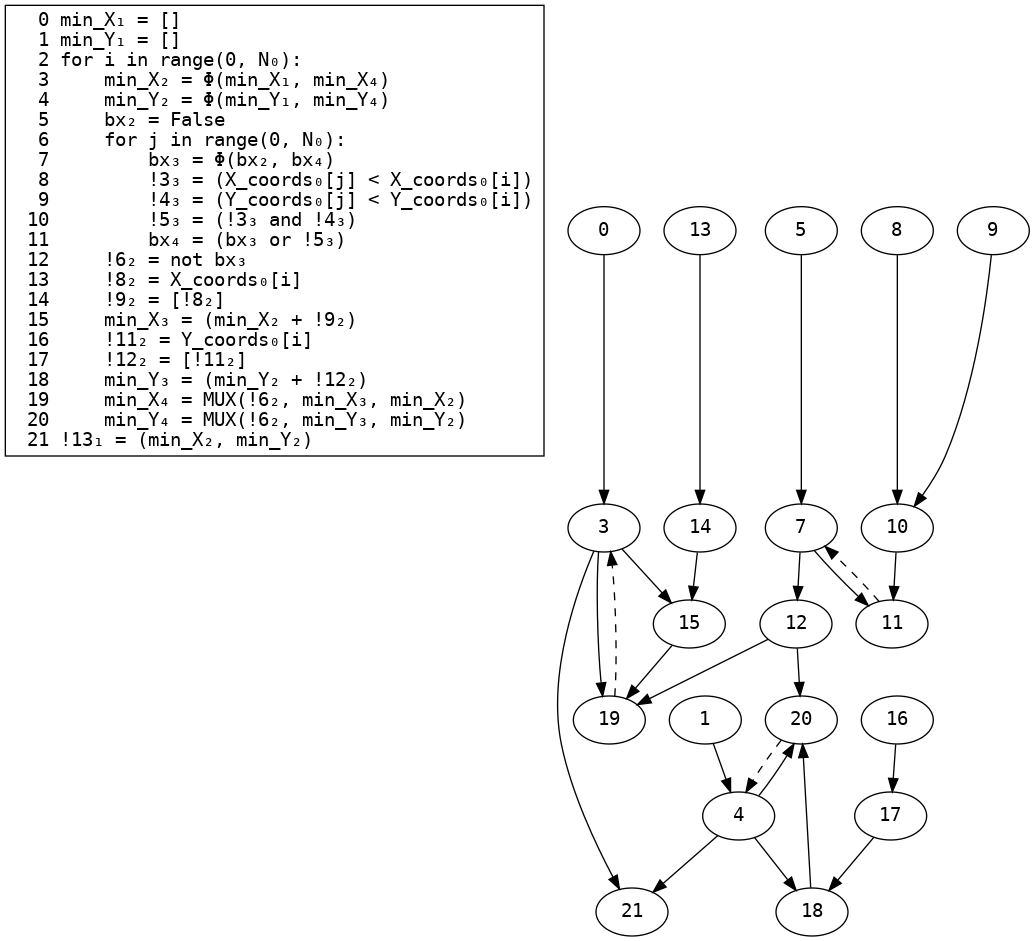 0 min_X₁ = []
1 min_Y₁ = []
2 for i in range(0, N₀):
3     min_X₂ = Φ(min_X₁, min_X₄)
4     min_Y₂ = Φ(min_Y₁, min_Y₄)
5     bx₂ = False
6     for j in range(0, N₀):
7         bx₃ = Φ(bx₂, bx₄)
8         !3₃ = (X_coords₀[j] < X_coords₀[i])
9         !4₃ = (Y_coords₀[j] < Y_coords₀[i])
10         !5₃ = (!3₃ and !4₃)
11         bx₄ = (bx₃ or !5₃)
12     !6₂ = not bx₃
13     !8₂ = X_coords₀[i]
14     !9₂ = [!8₂]
15     min_X₃ = (min_X₂ + !9₂)
16     !11₂ = Y_coords₀[i]
17     !12₂ = [!11₂]
18     min_Y₃ = (min_Y₂ + !12₂)
19     min_X₄ = MUX(!6₂, min_X₃, min_X₂)
20     min_Y₄ = MUX(!6₂, min_Y₃, min_Y₂)
21 !13₁ = (min_X₂, min_Y₂)
0 13 5 8 9
3 14 7 10
15 12 11
19 1 20 16
4 17
21 18